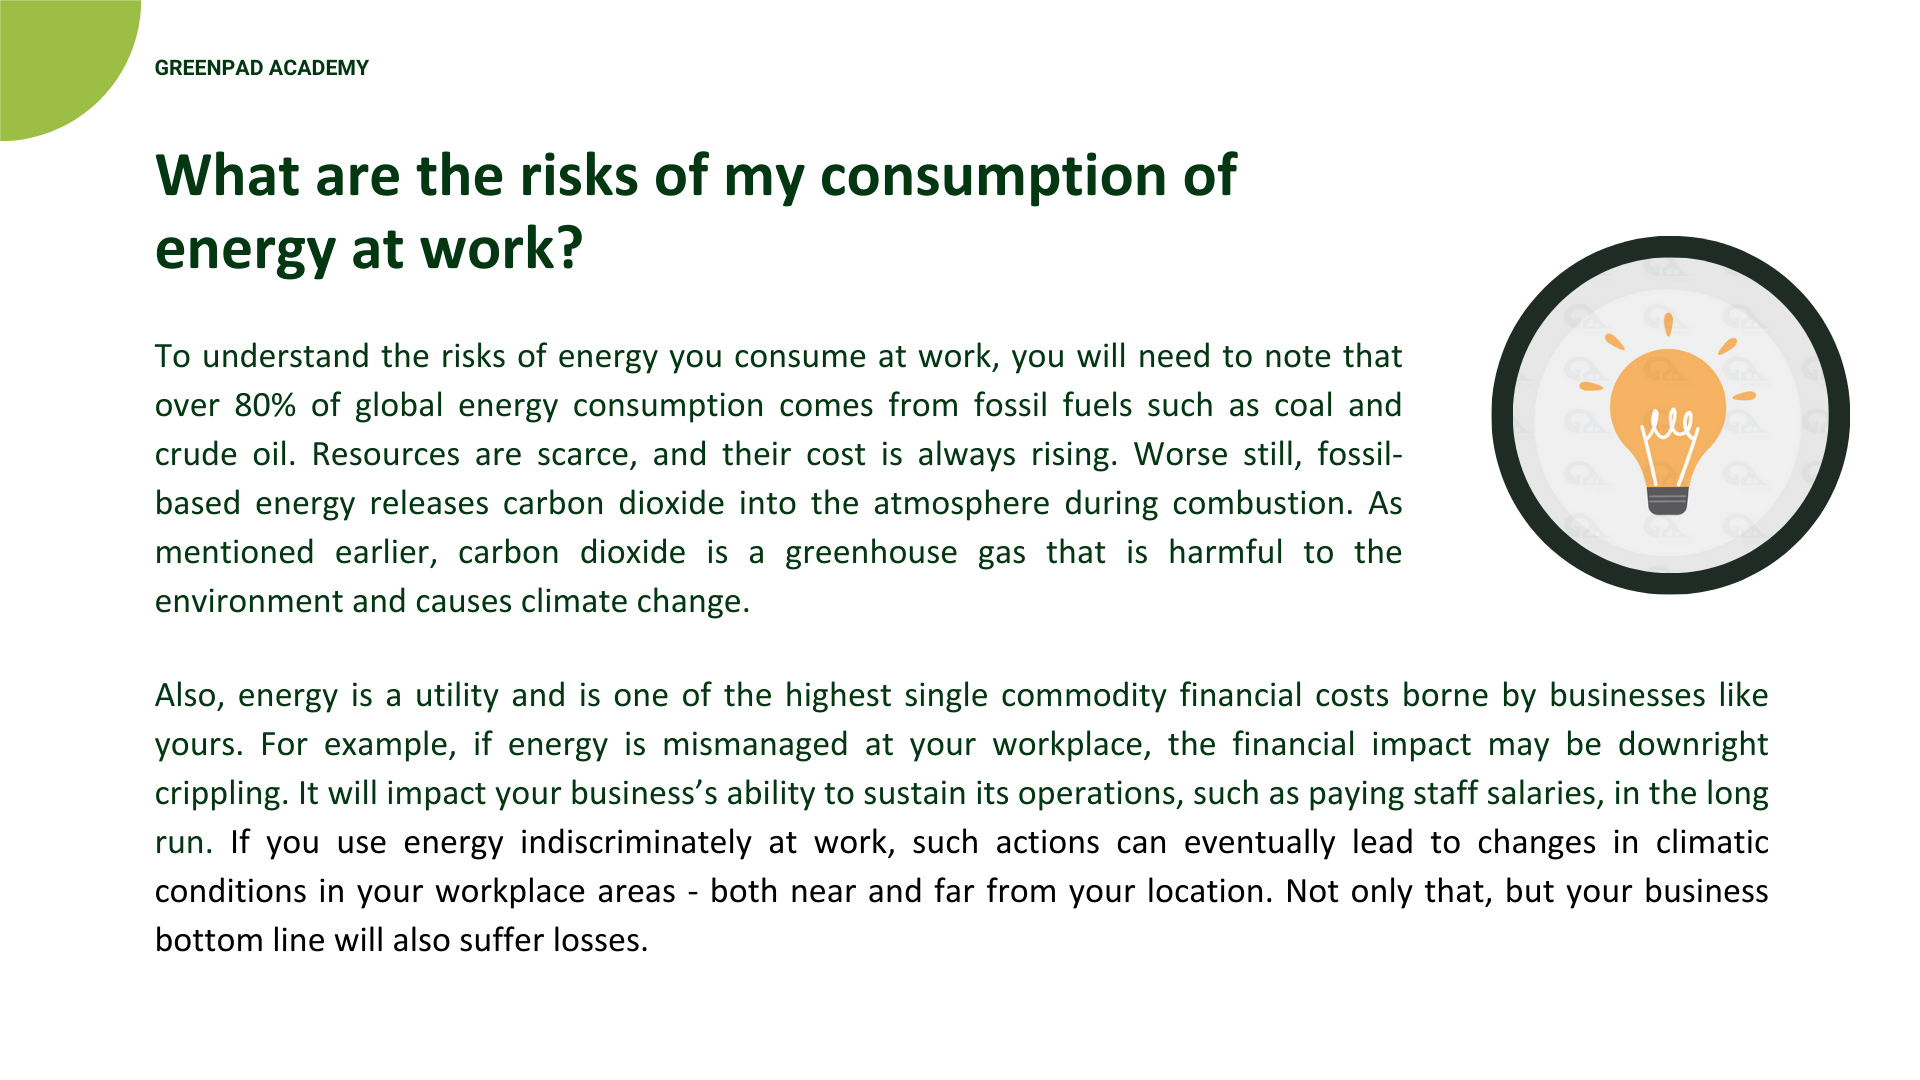 GREENPAD ACADEMY
What are the risks of my consumption of
energy at work?
To understand the risks of energy you consume at work, you will need to note that
over 80% of global energy consumption comes from fossil fuels such as coal and
crude oil. Resources are scarce, and their cost is always rising. Worse still, fossil-
based energy releases carbon dioxide into the atmosphere during combustion. As
mentioned earlier, carbon dioxide is a greenhouse gas that is harmful to the
environment and causes climate change.
Also, energy is a utility and is one of the highest single commodity financial costs borne by businesses like
yours. For example, if energy is mismanaged at your workplace, the financial impact may be downright
crippling. It will impact your business’s ability to sustain its operations, such as paying staff salaries, in the long
run. If you use energy indiscriminately at work, such actions can eventually lead to changes in climatic
conditions in your workplace areas - both near and far from your location. Not only that, but your business
bottom line will also suffer losses.